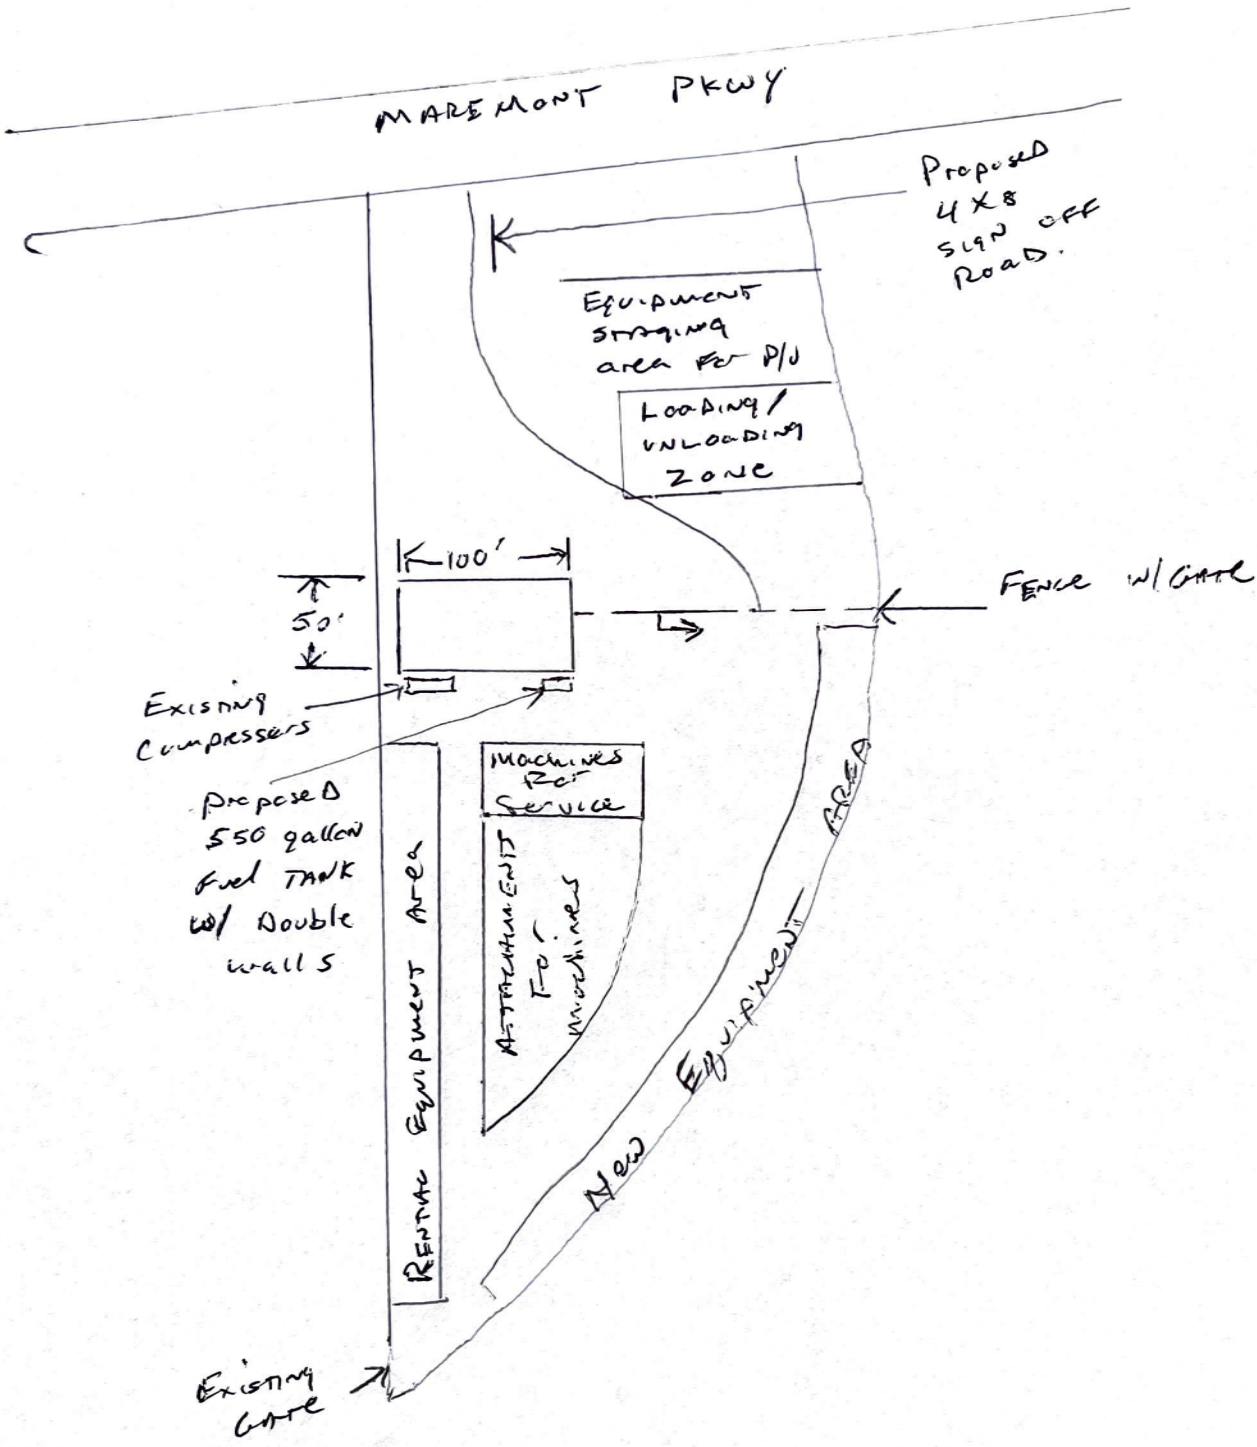 MAREMONT PKWY
Proposed
4 X 8
SIGN OFF
ROAD.
Equipment
STAGING
area For P/U
LOADING/
UNLOADING
ZONE
100'
50'
FENCE W/ GATE
Existing
Compressers
Proposed
550 gallon
Fuel TANK
W/ Double
walls
Machines
For
Service
ATTACHMENTS
For
Machines
RENTAL EQUIPMENT Area
New EquipmenT AREA
Existing
GATE